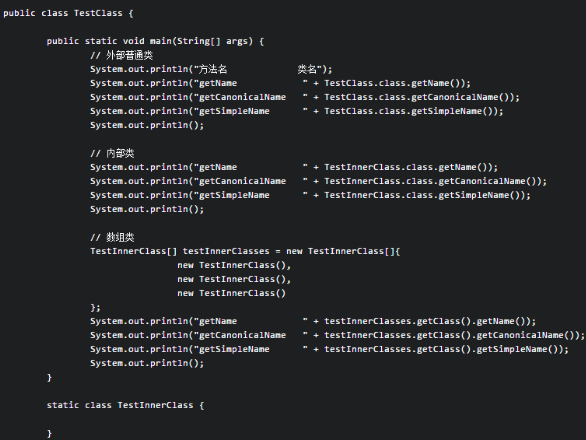 public class TestClass {
public static void main(String[] args) {
// 外部普通类
System.out.println("方法名            类名");
System.out.println("getName            " + TestClass.class.getName());
System.out.println("getCanonicalName   " + TestClass.class.getCanonicalName());
System.out.println("getSimpleName      " + TestClass.class.getSimpleName());
System.out.println();
// 内部类
System.out.println("getName            " + TestInnerClass.class.getName());
System.out.println("getCanonicalName   " + TestInnerClass.class.getCanonicalName());
System.out.println("getSimpleName      " + TestInnerClass.class.getSimpleName());
System.out.println();
// 数组类
TestInnerClass[] testInnerClasses = new TestInnerClass[]{
new TestInnerClass(),
new TestInnerClass(),
new TestInnerClass()
};
System.out.println("getName            " + testInnerClasses.getClass().getName());
System.out.println("getCanonicalName   " + testInnerClasses.getClass().getCanonicalName());
System.out.println("getSimpleName      " + testInnerClasses.getClass().getSimpleName());
System.out.println();
}
static class TestInnerClass {
}